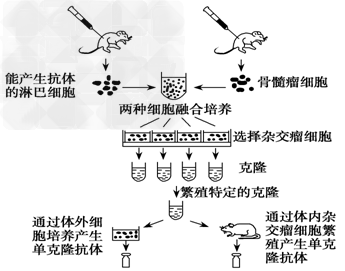 能产生抗体
的淋巴细胞
骨髓瘤细胞
两种细胞融合培养
选择杂交瘤细胞
克隆
繁殖特定的克隆
通过体外细
胞培养产生
单克隆抗体
通过体内杂
交瘤细胞繁
殖产生单克
隆抗体